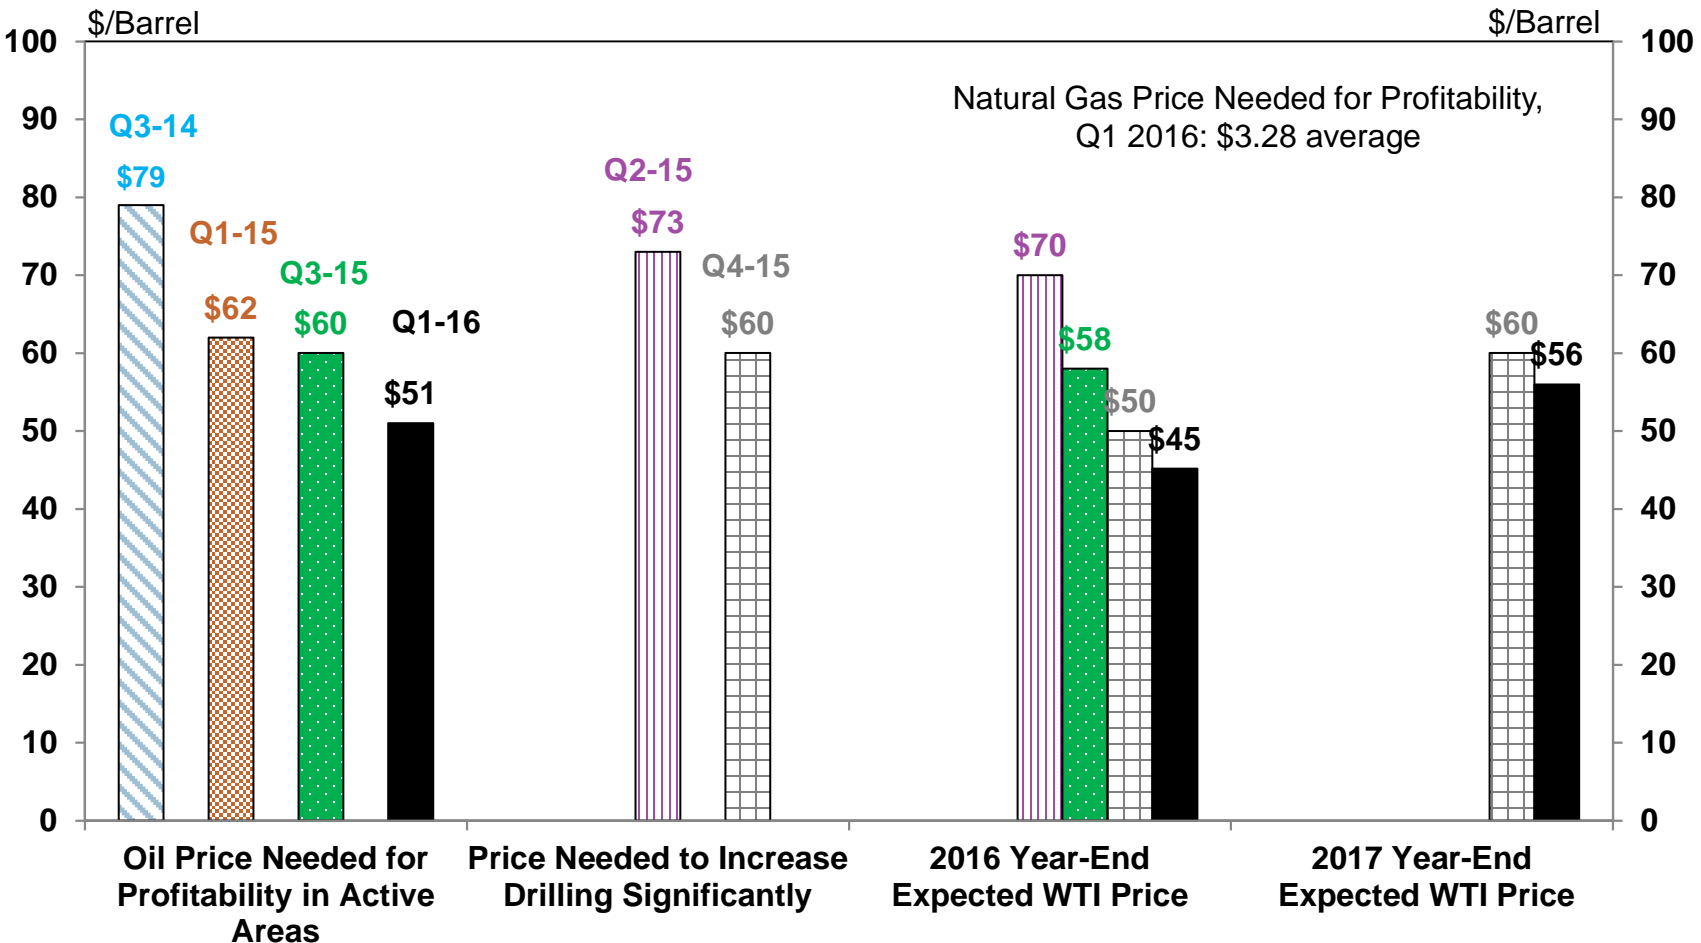 $/Barrel
$/Barrel
100
90
80
70
60
50
40
30
20
10
0
100
90
80
70
60
50
40
30
20
10
0
Natural Gas Price Needed for Profitability,
Q1 2016: $3.28 average
Q3-14
$79
Q1-15
$62
Q3-15
$60
Q1-16
$51
Q2-15
$73
Q4-15
$60
$70
$58
$50
$45
$60
$56
Oil Price Needed for
Profitability in Active
Areas
Price Needed to Increase
Drilling Significantly
2016 Year-End
Expected WTI Price
2017 Year-End
Expected WTI Price